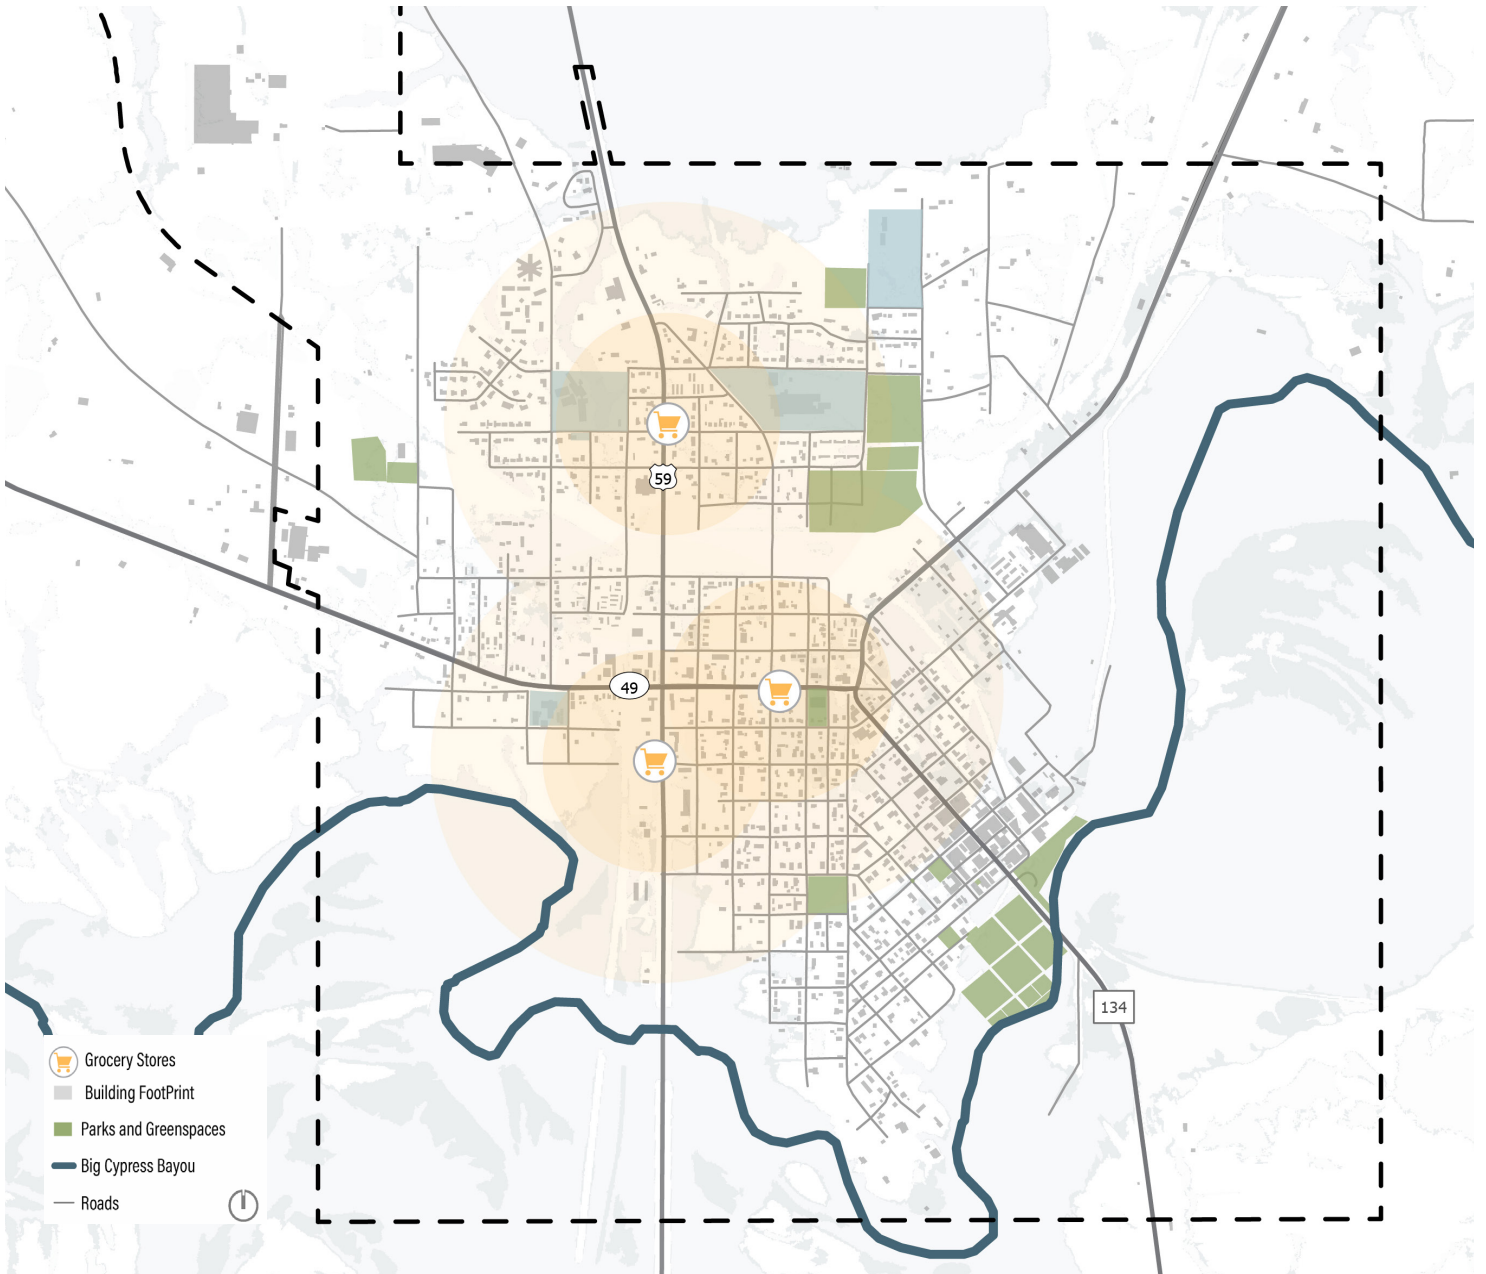 59
49
134
Grocery Stores
Building FootPrint
Parks and Greenspaces
Big Cypress Bayou
Roads